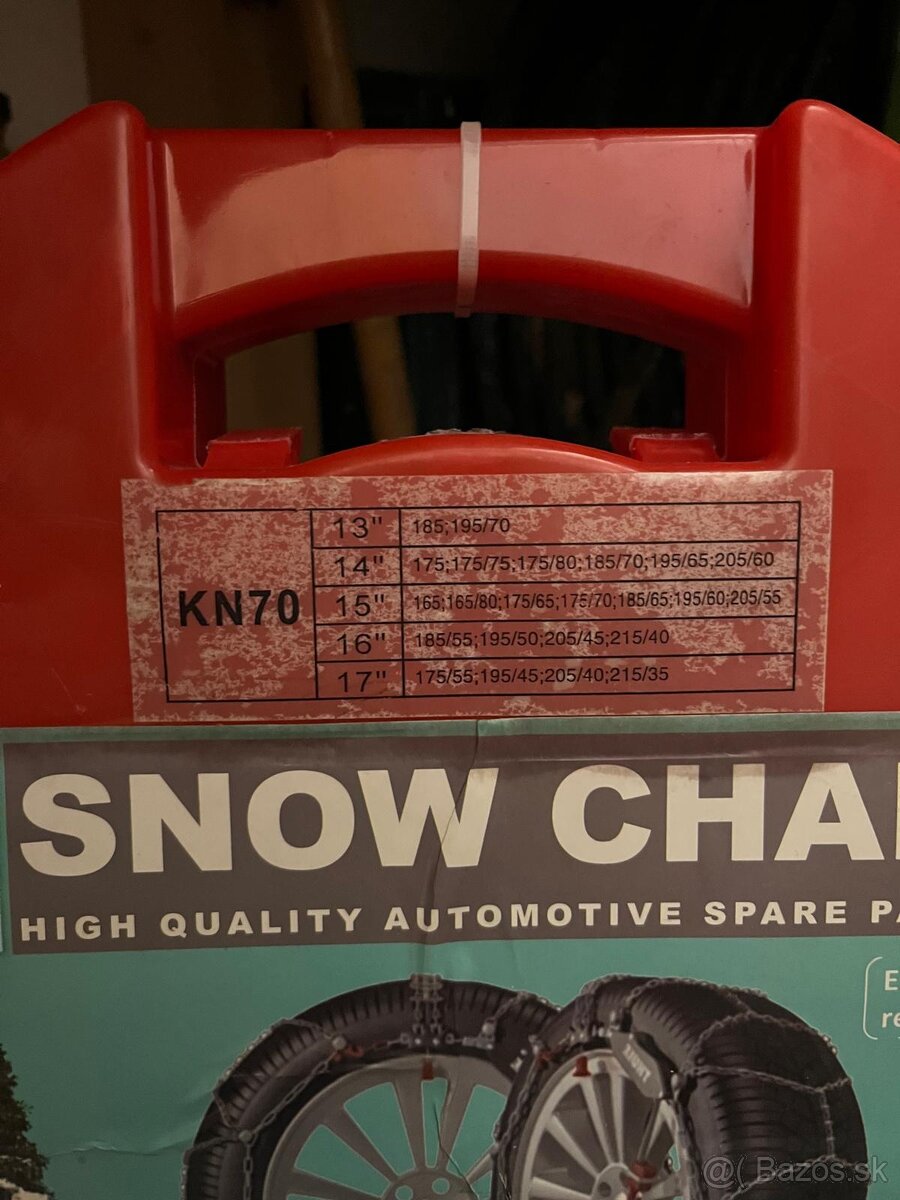 KN70
13" 185;195/70
14" 175;175/75;175/80;185/70;195/65;205/60
15" 165;165/80;175/65;175/70;185/65;195/60;205/55
16" 185/55;195/50;205/45;215/40
17" 175/55;195/45;205/40;215/35
SNOW CHA
HIGH QUALITY AUTOMOTIVE SPARE PA
E
re
TIGHT
@( Bazos.sk